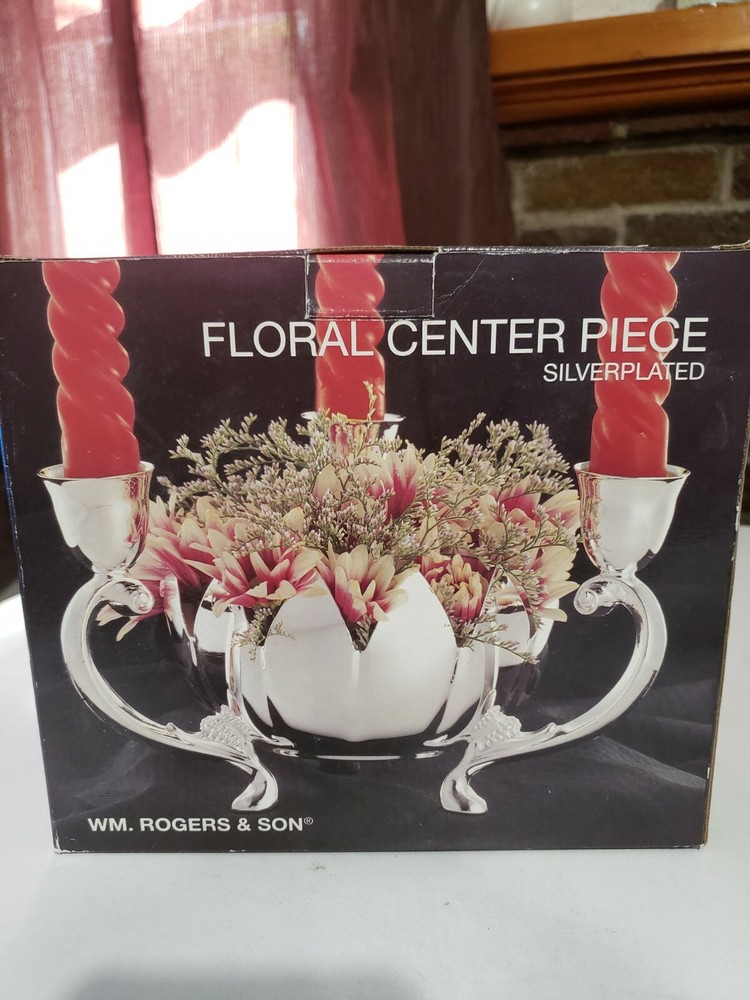 FLORAL CENTER PIECE
SILVERPLATED
WM. ROGERS & SON®